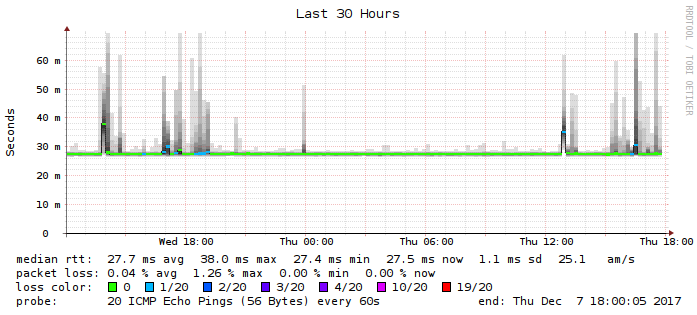 Last 30 Hours
RRDTOOL / TOBI OETIKER
Seconds
60 m
50 m
40 m
30 m
20 m
10 m
0
Wed 18:00 Thu 00:00 Thu 06:00 Thu 12:00 Thu 18:00
median rtt: 27.7 ms avg 38.0 ms max 27.4 ms min 27.5 ms now 1.1 ms sd 25.1 am/s
packet loss: 0.04 % avg 1.26 % max 0.00 % min 0.00 % now
loss color: 0 1/20 2/20 3/20 4/20 10/20 19/20
probe: 20 ICMP Echo Pings (56 Bytes) every 60s end: Thu Dec 7 18:00:05 2017